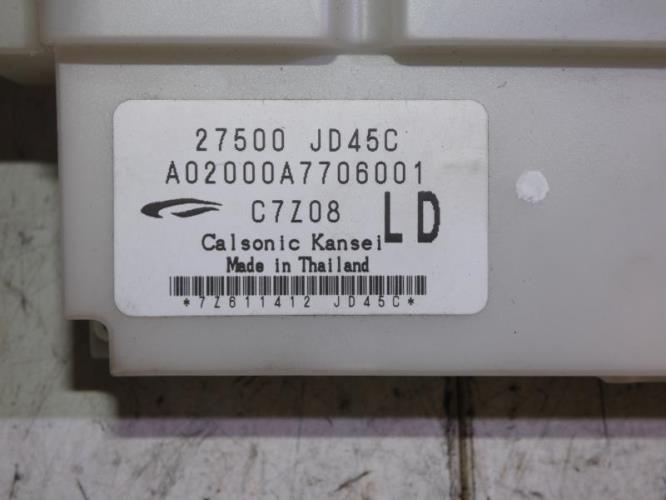 27500 JD45C
A02000A7706001
C7Z08 LD
Calsonic Kansei
Made in Thailand
*7Z611412 JD45C*